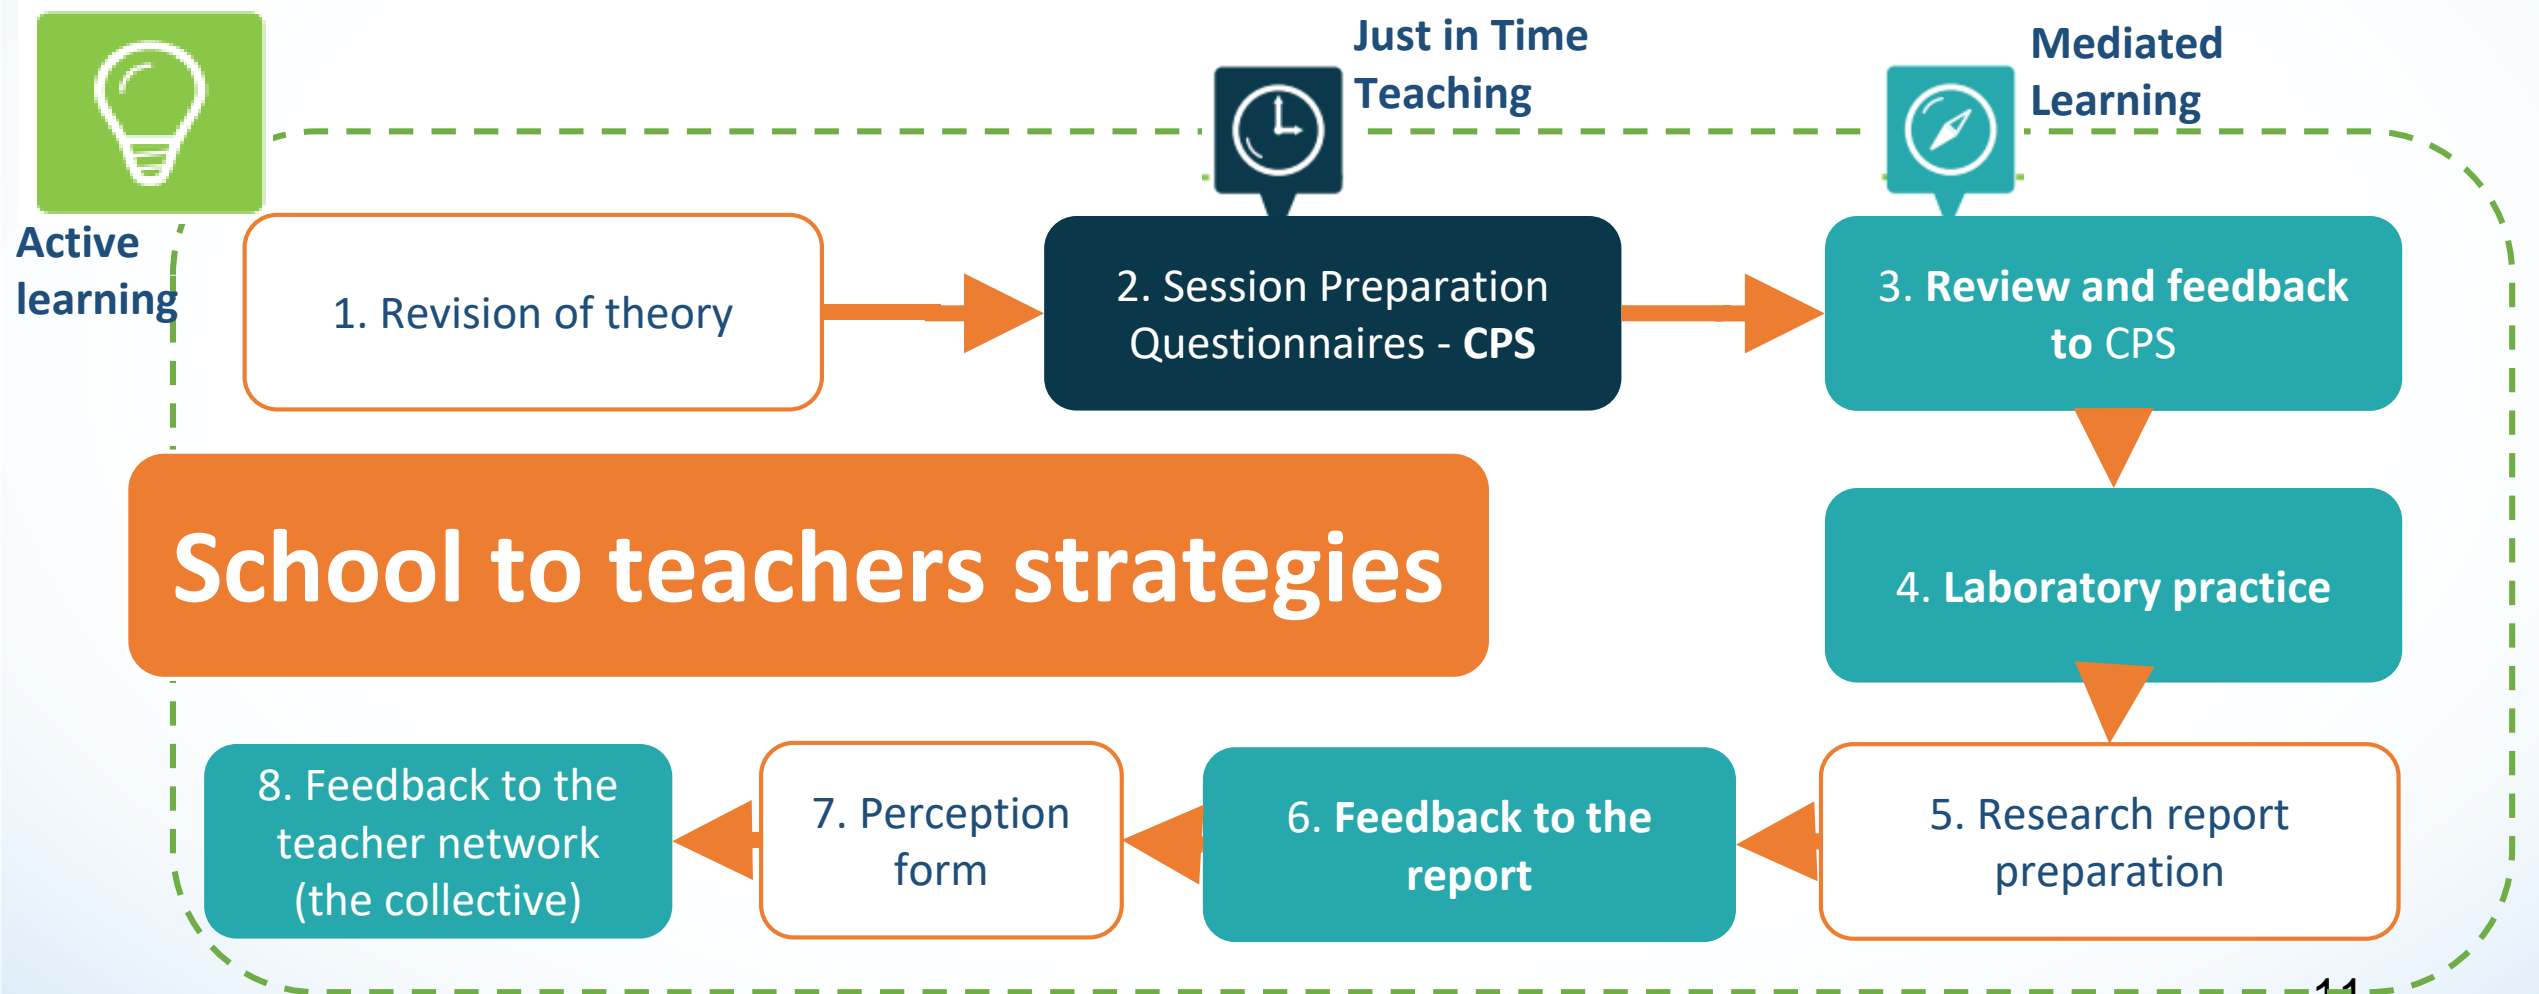 Just in Time
Teaching
Mediated
Learning
Active
learning
1. Revision of theory
2. Session Preparation
Questionnaires - CPS
3. Review and feedback
to CPS
School to teachers strategies
4. Laboratory practice
5. Research report
preparation
6. Feedback to the
report
7. Perception
form
8. Feedback to the
teacher network
(the collective)
11